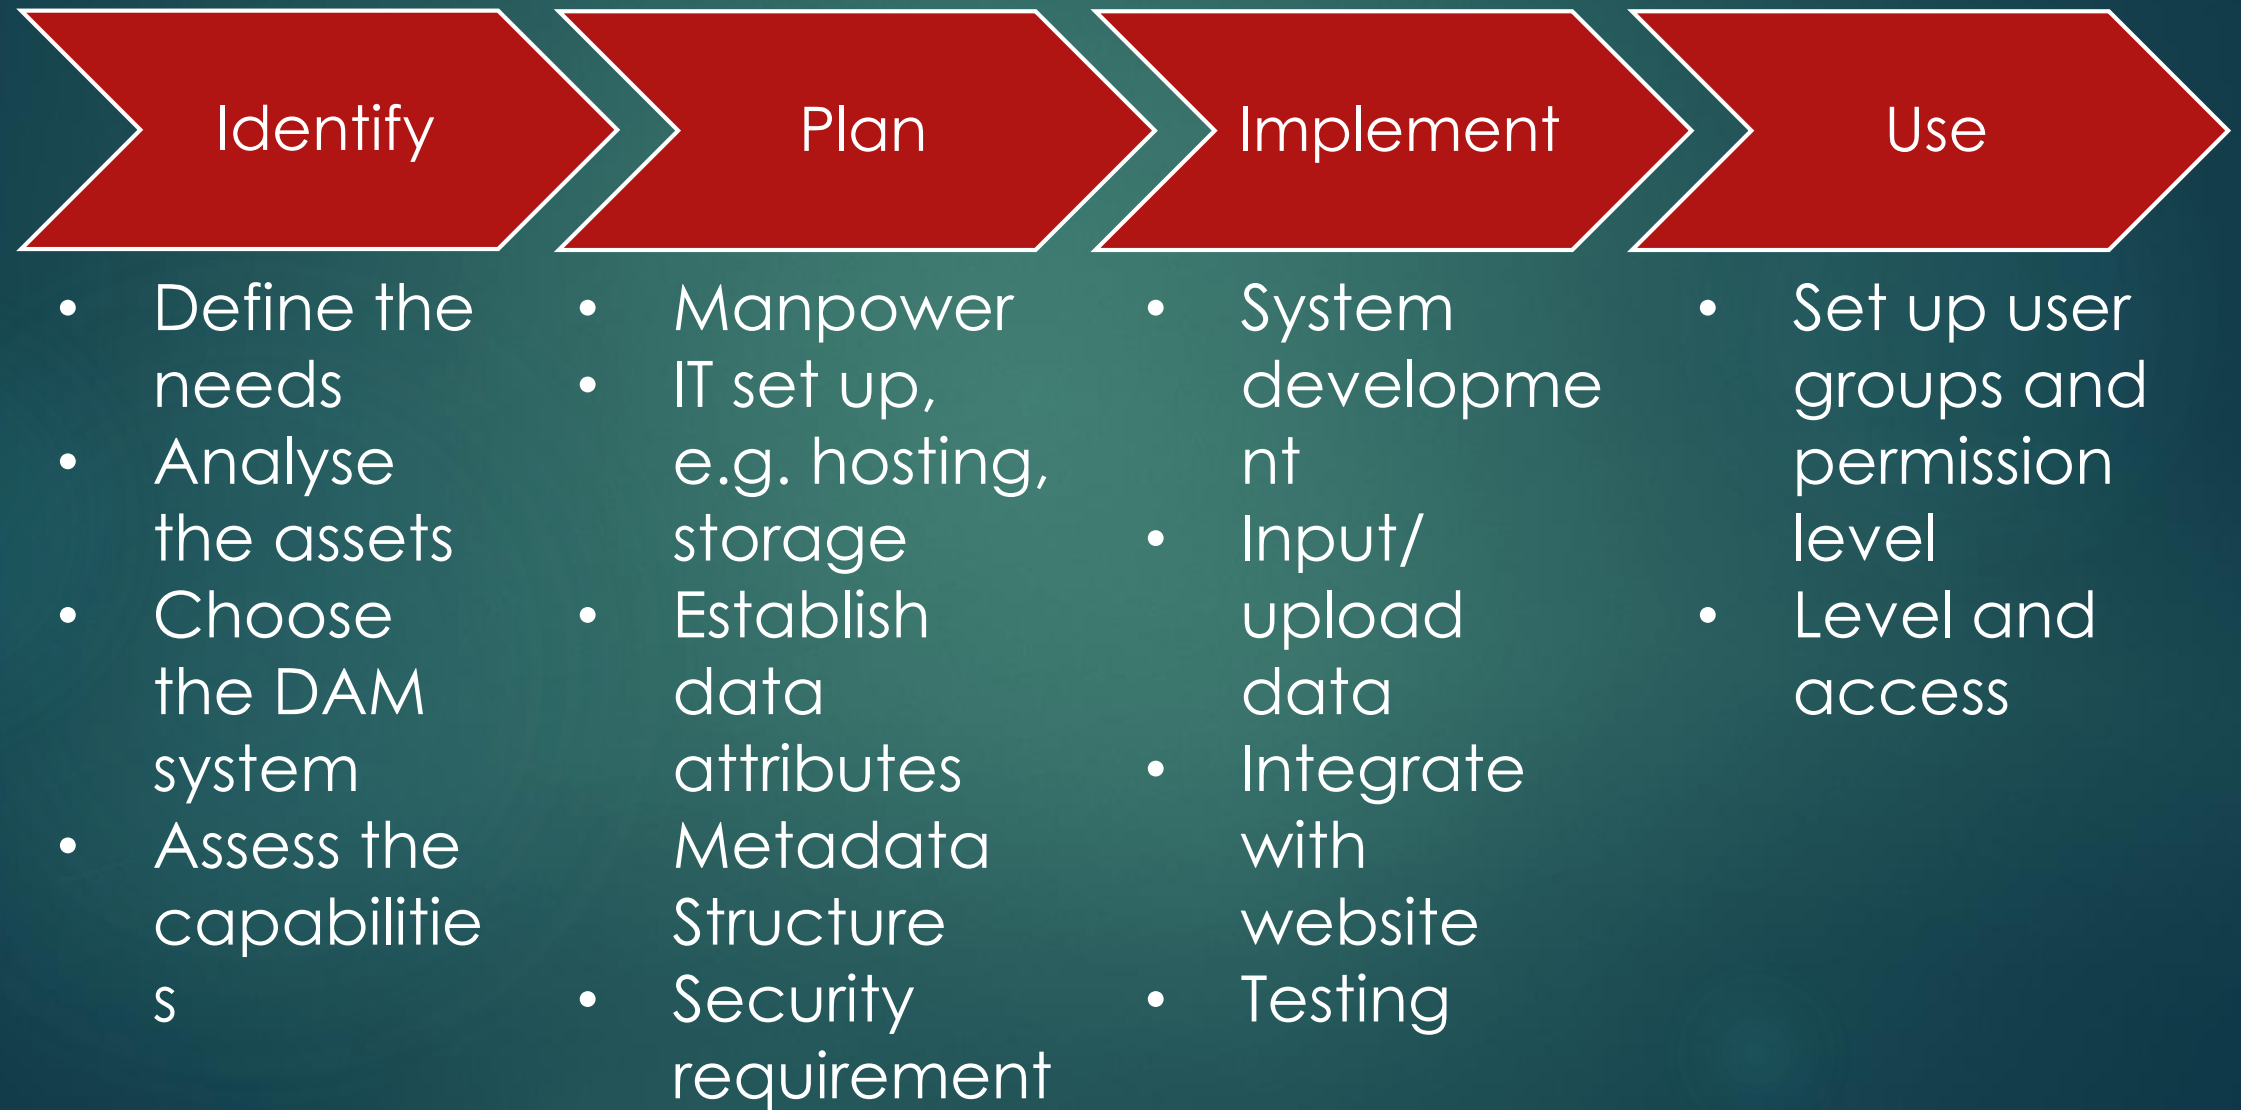 Identify
Plan
Implement
Use
• Define the
needs
• Analyse
the assets
• Choose
the DAM
system
• Assess the
capabilitie
s
• Manpower
• IT set up,
e.g. hosting,
storage
• Establish
data
attributes
Metadata
Structure
• Security
requirement
• System
developme
nt
• Input/
upload
data
• Integrate
with
website
• Testing
• Set up user
groups and
permission
level
• Level and
access